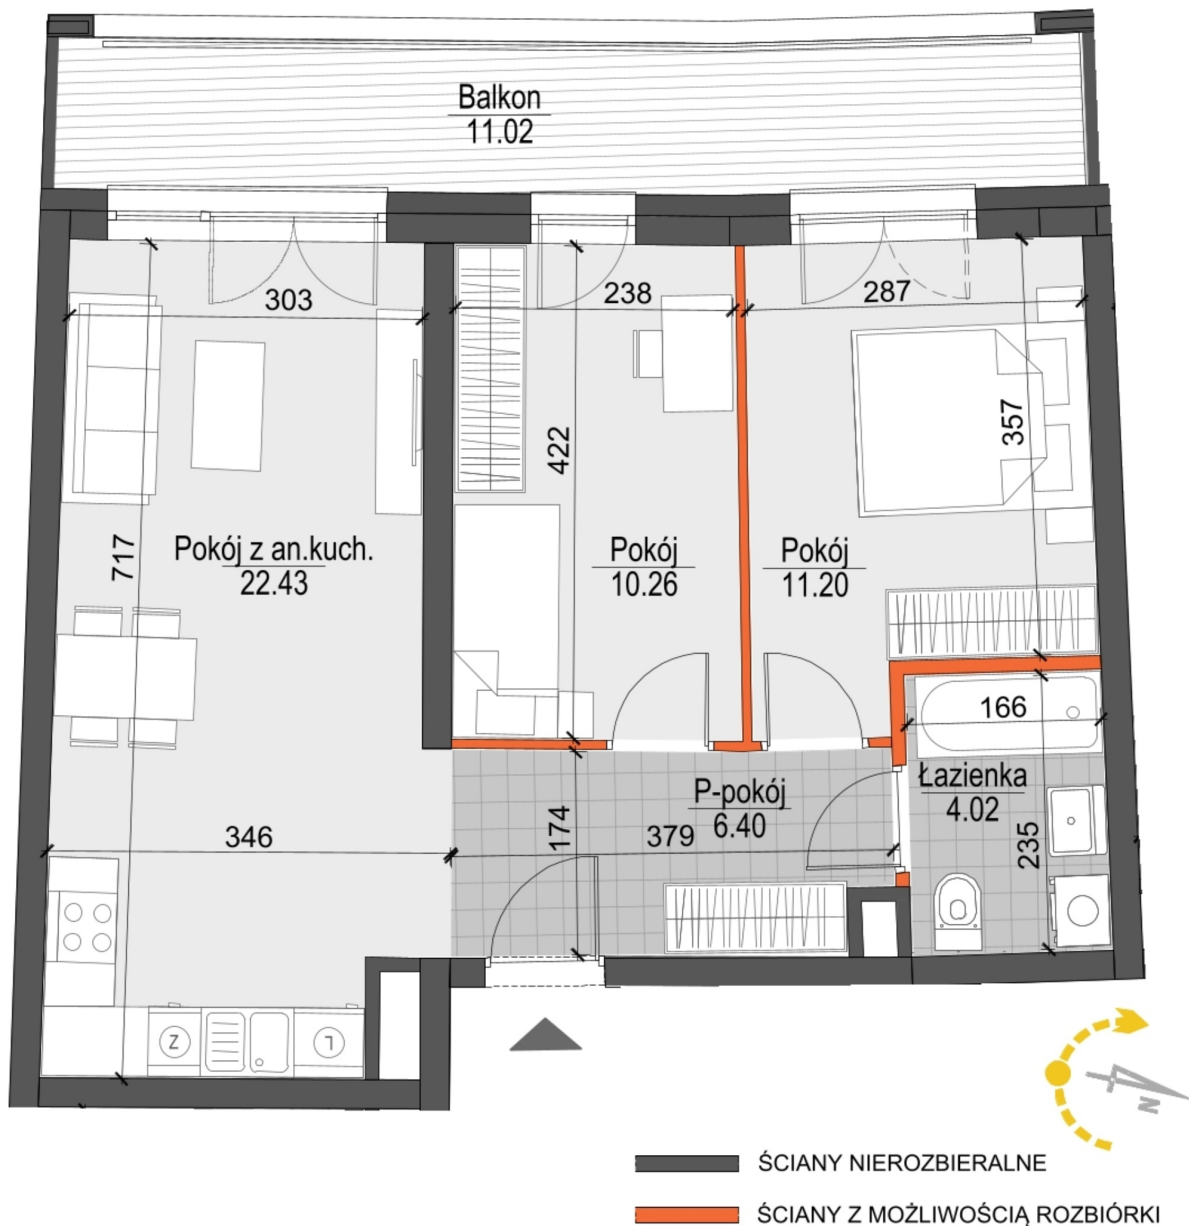 Balkon
11.02
303
238
287
422
357
717
Pokój z an.kuch.
22.43
Pokój
10.26
Pokój
11.20
166
Łazienka
4.02
P-pokój
6.40
174
379
235
346
Z
L
N
ŚCIANY NIEROZBIERALNE
ŚCIANY Z MOŻLIWOŚCIĄ ROZBIÓRKI